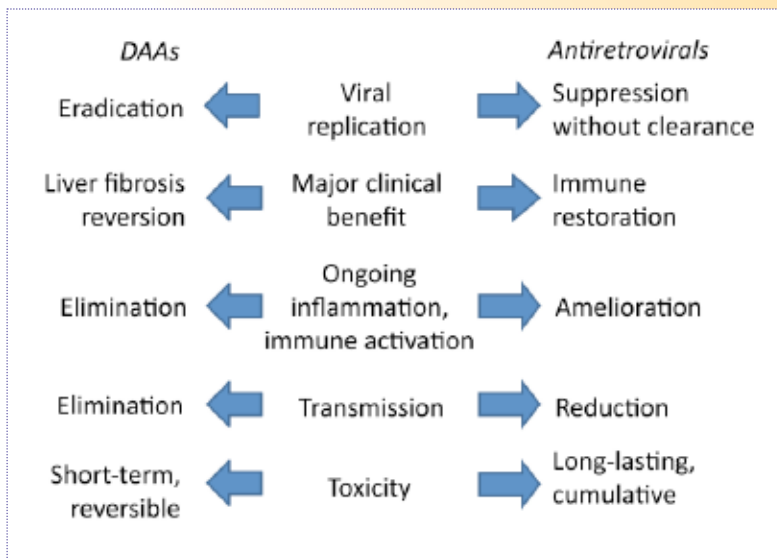 DAAs
Antiretrovirals
Eradication
Viral
replication
Suppression
without clearance
Liver fibrosis
reversion
Major clinical
benefit
Immune
restoration
Elimination
Ongoing
inflammation,
immune activation
Amelioration
Elimination
Transmission
Reduction
Short-term,
reversible
Toxicity
Long-lasting,
cumulative